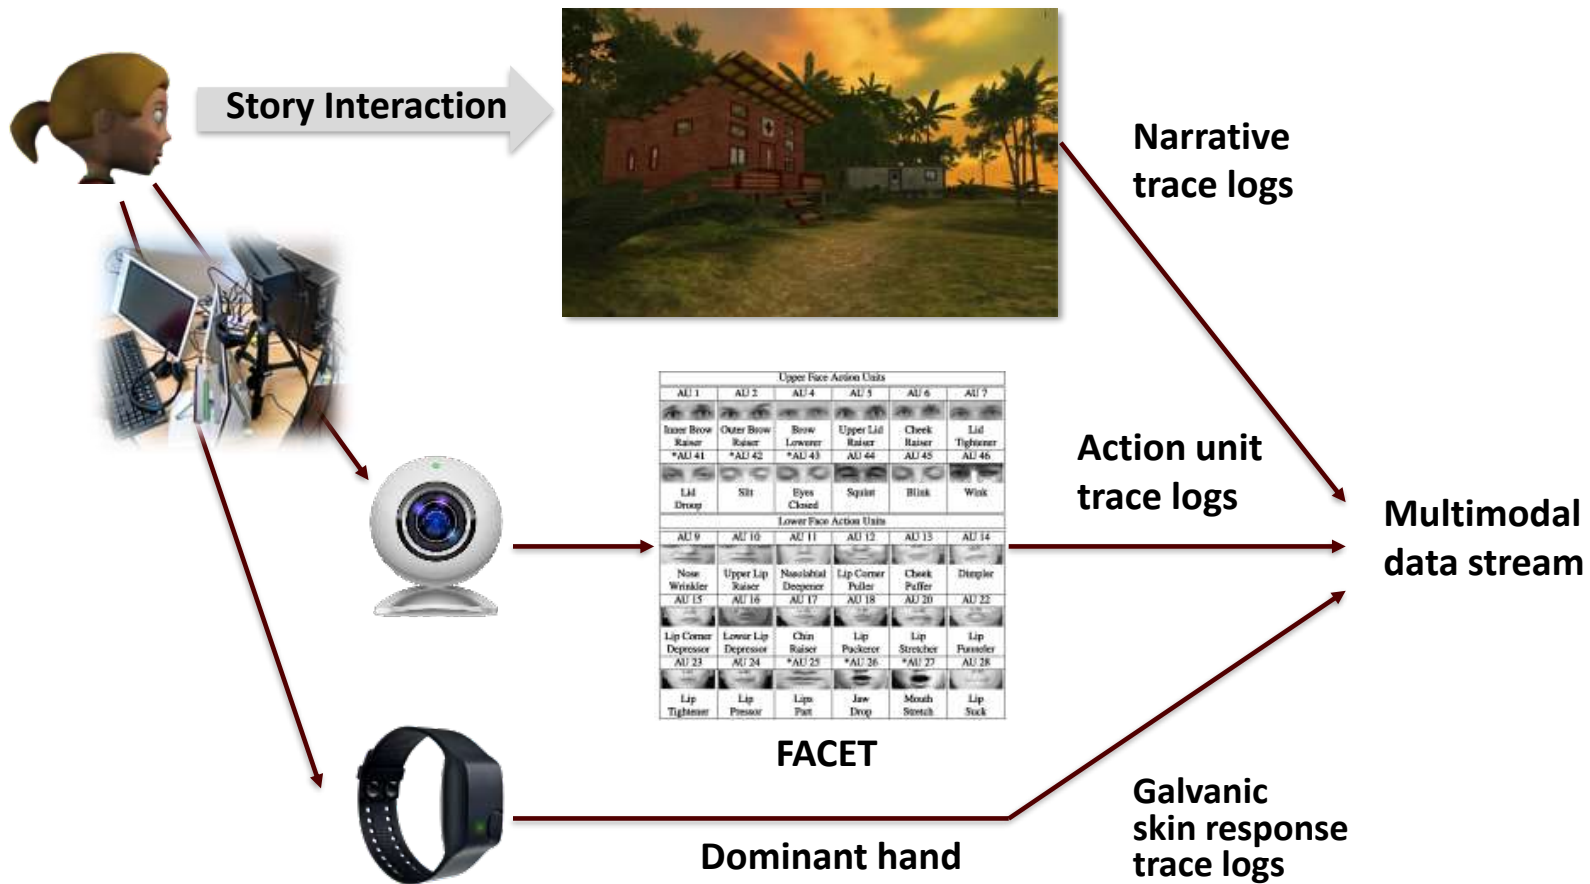 Story Interaction
Narrative
trace logs
Upper Face Action Units
AU 1 AU 2 AU 4 AU 5 AU 6 AU 7
Inner Brow Outer Brow Brow Upper Lid Cheek Lid
Raiser Raiser Lowerer Raiser Raiser Tightener
*AU 41 *AU 42 *AU 43 AU 44 AU 45 AU 46
Lid Slit Eyes Squint Blink Wink
Droop Closed
Lower Face Action Units
AU 9 AU 10 AU 11 AU 12 AU 13 AU 14
Nose Upper Lip Nasolabial Lip Corner Cheek Dimpler
Wrinkler Raiser Deepener Puller Puffer
AU 15 AU 16 AU 17 AU 18 AU 20 AU 22
Lip Corner Lower Lip Chin Lip Lip Lip
Depressor Depressor Raiser Puckerer Stretcher Funneler
AU 23 AU 24 *AU 25 *AU 26 *AU 27 AU 28
Lip Lip Lips Jaw Mouth Lip
Tightener Pressor Part Drop Stretch Suck
FACET
Action unit
trace logs
Multimodal
data stream
Dominant hand
Galvanic
skin response
trace logs